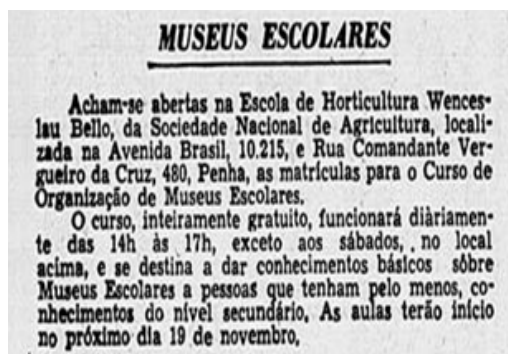 MUSEUS ESCOLARES
Acham-se abertas na Escola de Horticultura Wences-
lau Bello, da Sociedade Nacional de Agricultura, locali-
zada na Avenida Brasil, 10.215, e Rua Comandante Ver-
gueiro da Cruz, 480, Penha, as matrículas para o Curso de
Organização de Museus Escolares.
O curso, inteiramente gratuito, funcionará diàriamen-
te das 14h às 17h, exceto aos sábados, no local
acima, e se destina a dar conhecimentos básicos sôbre
Museus Escolares a pessoas que tenham pelo menos, co-
nhecimentos do nível secundário. As aulas terão início
no próximo dia 19 de novembro.